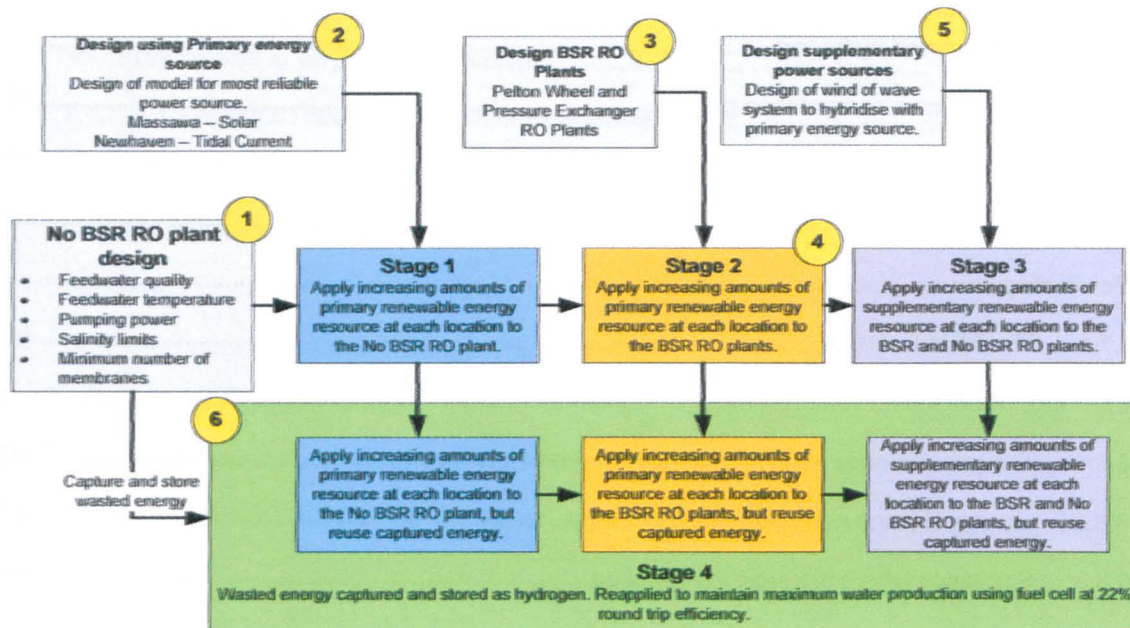 Design using Primary energy
source
Design of model for most reliable
power source.
Massawa – Solar
Newhaven – Tidal Current
2
Design BSR RO
Plants
Pelton Wheel and
Pressure Exchanger
RO Plants
3
Design supplementary
power sources
Design of wind of wave
system to hybridise with
primary energy source.
5
1
No BSR RO plant
design
• Feedwater quality
• Feedwater temperature
• Pumping power
• Salinity limits
• Minimum number of
membranes
Stage 1
Apply increasing amounts of
primary renewable energy
resource at each location to
the No BSR RO plant.
4
Stage 2
Apply increasing amounts of
primary renewable energy
resource at each location to
the BSR RO plants.
Stage 3
Apply increasing amounts of
supplementary renewable energy
resource at each location to the
BSR and No BSR RO plants.
6
Capture and store
wasted energy
Apply increasing amounts of
primary renewable energy
resource at each location to
the No BSR RO plant, but
reuse captured energy.
Apply increasing amounts of
primary renewable energy
resource at each location to
the BSR RO plants, but reuse
captured energy.
Apply increasing amounts of
supplementary renewable
energy resource at each
location to the BSR and No
BSR RO plants, but reuse
captured energy.
Stage 4
Wasted energy captured and stored as hydrogen. Reapplied to maintain maximum water production using fuel cell at 22%
round trip efficiency.